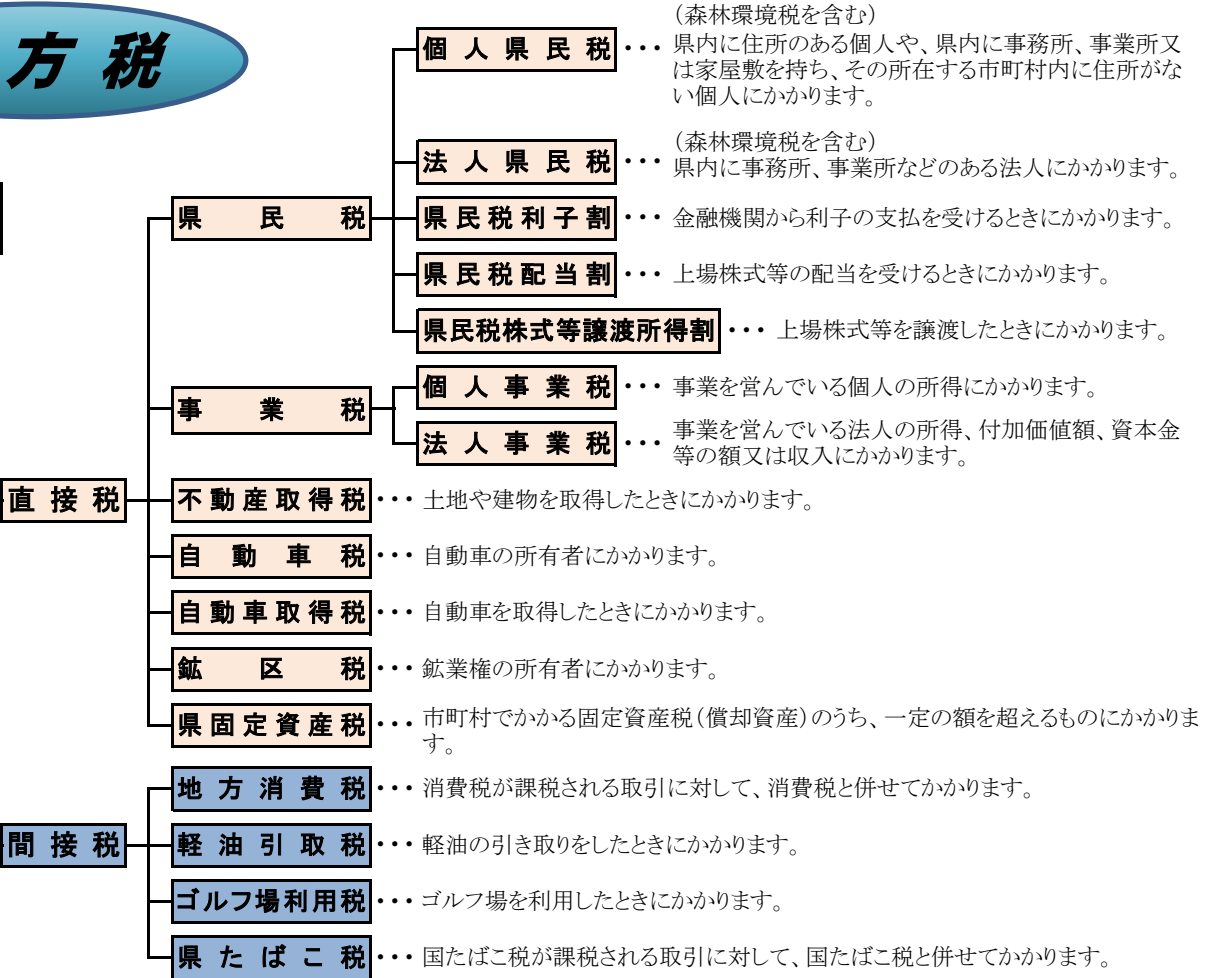 方税
(森林環境税を含む)
個人県民税・・・県内に住所のある個人や、県内に事務所、事業所又
は家屋敷を持ち、その所在する市町村内に住所がな
い個人にかかります。
(森林環境税を含む)
法人県民税・・・県内に事務所、事業所などのある法人にかかります。
県民税
県民税利子割・・・金融機関から利子の支払を受けるときにかかります。
県民税配当割・・・上場株式等の配当を受けるときにかかります。
県民税株式等譲渡所得割・・・上場株式等を譲渡したときにかかります。
事業税
個人事業税・・・事業を営んでいる個人の所得にかかります。
法人事業税・・・事業を営んでいる法人の所得、付加価値額、資本金
等の額又は収入にかかります。
直接税
不動産取得税・・・土地や建物を取得したときにかかります。
自動車税・・・自動車の所有者にかかります。
自動車取得税・・・自動車を取得したときにかかります。
鉱区税・・・鉱業権の所有者にかかります。
県固定資産税・・・市町村でかかる固定資産税(償却資産)のうち、一定の額を超えるものにかかりま
す。
間接税
地方消費税・・・消費税が課税される取引に対して、消費税と併せてかかります。
軽油引取税・・・軽油の引き取りをしたときにかかります。
ゴルフ場利用税・・・ゴルフ場を利用したときにかかります。
県たばこ税・・・国たばこ税が課税される取引に対して、国たばこ税と併せてかかります。